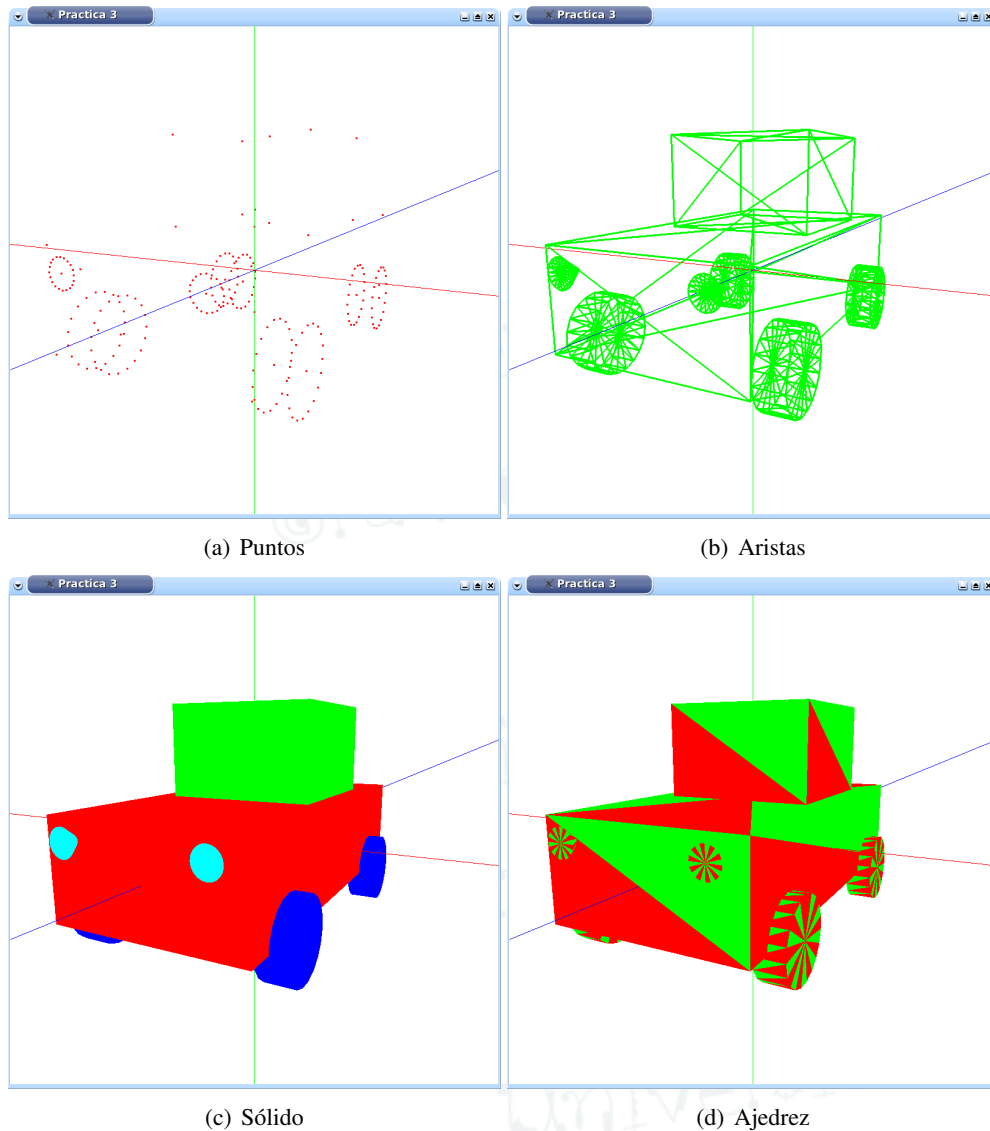 Practica 3
Practica 3
(a) Puntos
(b) Aristas
Practica 3
Practica 3
(c) Sólido
(d) Ajedrez